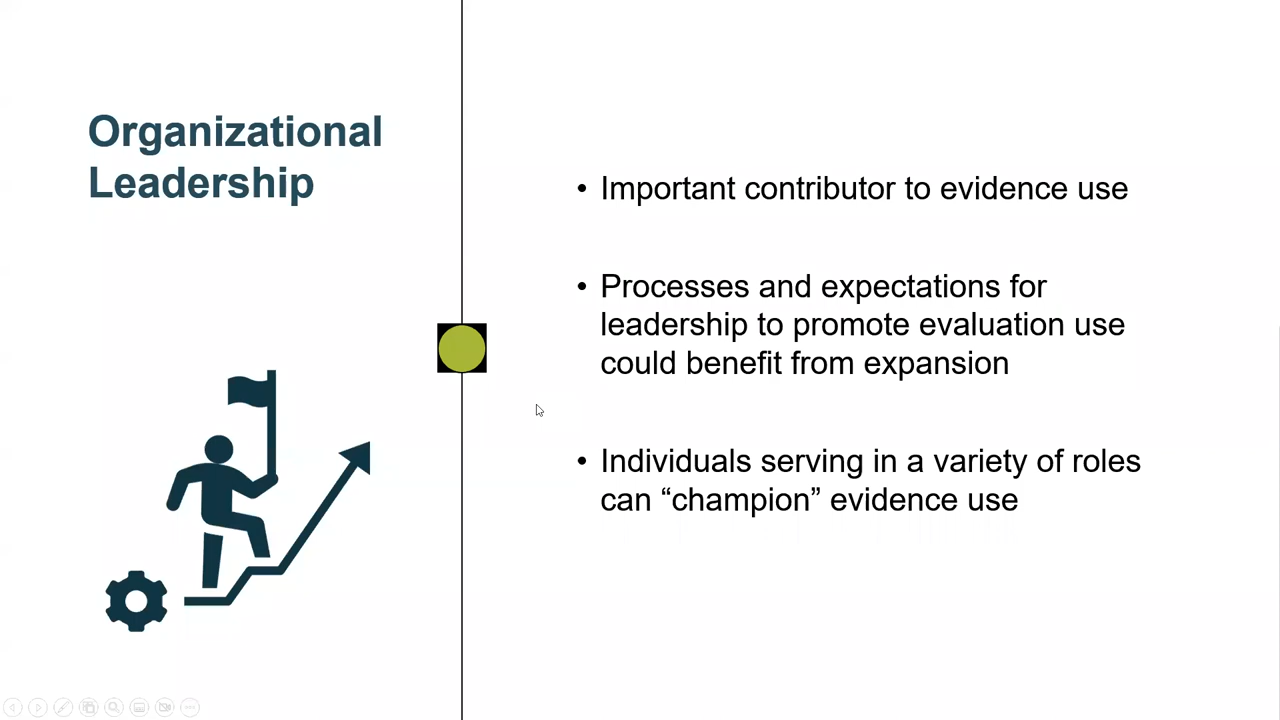 Organizational
Leadership
• Important contributor to evidence use
• Processes and expectations for
leadership to promote evaluation use
could benefit from expansion
• Individuals serving in a variety of roles
can “champion” evidence use